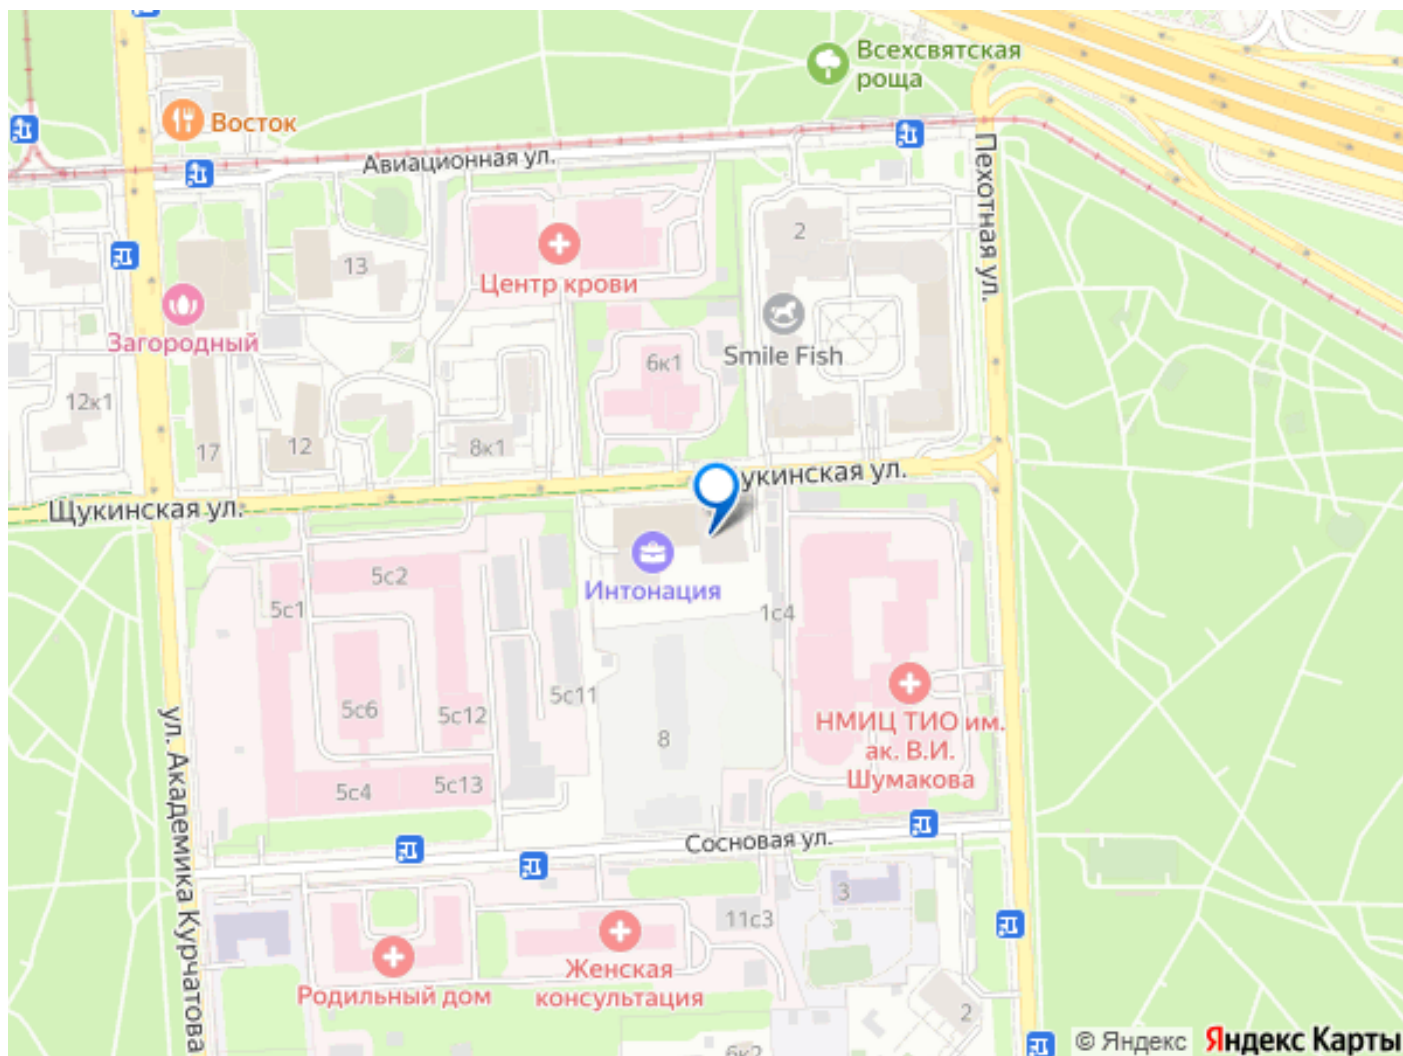 Всехсвятская
роща
Восток
Авиационная ул.
Пехотная ул.
2
13
Центр крови
Загородный
Smile Fish
6к1
12к1
17
12
8к1
укинская ул.
Щукинская ул.
Интонация
5с2
5с1
1с4
5с11
5с6
5с12
НМИЦ ТИО им.
ак. В.И.
Шумакова
8
5с4
5с13
ул. Академика Курчатова
Сосновая ул.
3
11с3
Женская
консультация
Родильный дом
2
6к2
© Яндекс
Яндекс Карты